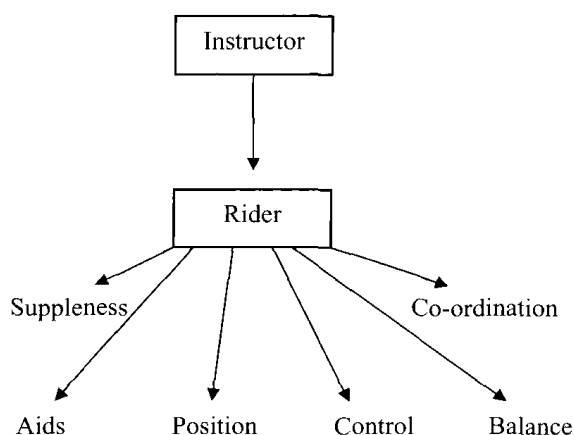 Instructor
Rider
Suppleness
Co-ordination
Aids
Position
Control
Balance